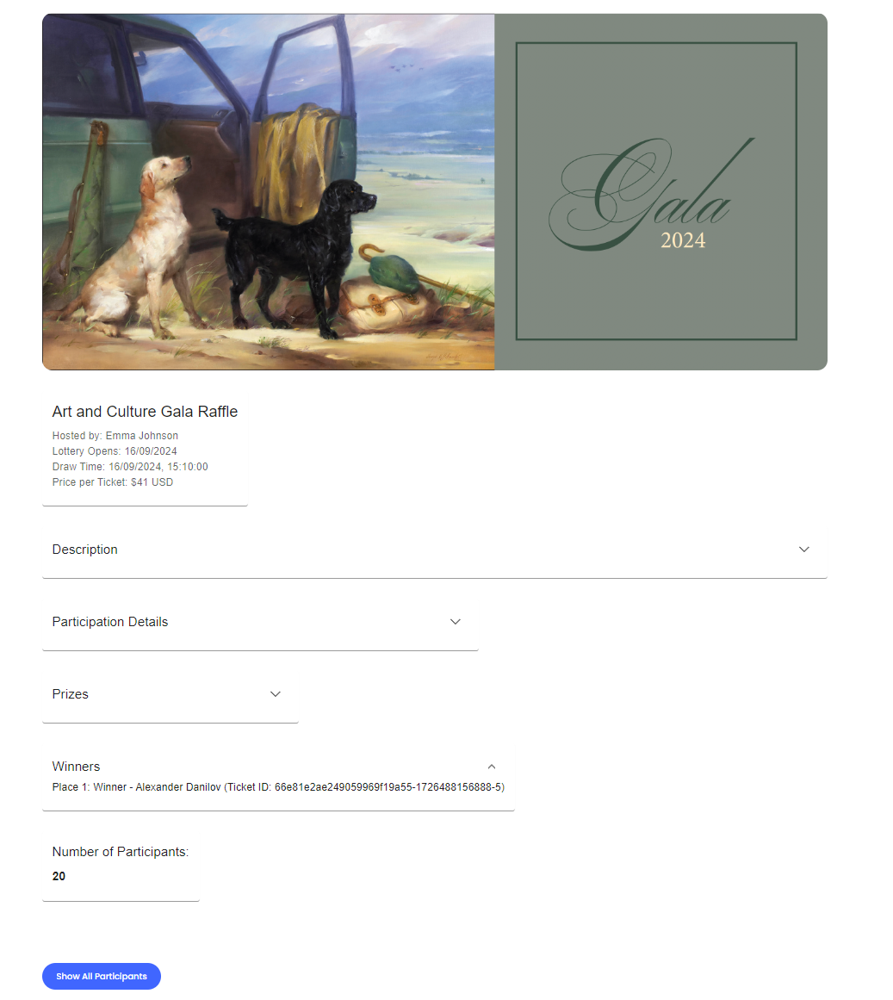 Gala
2024
Art and Culture Gala Raffle
Hosted by: Emma Johnson
Lottery Opens: 16/09/2024
Draw Time: 16/09/2024, 15:10:00
Price per Ticket: $41 USD
Description
Participation Details
Prizes
Winners
Place 1: Winner - Alexander Danilov (Ticket ID: 66e81e2ae249059969f19a55-1726488156888-5)
Number of Participants:
20
Show All Participants